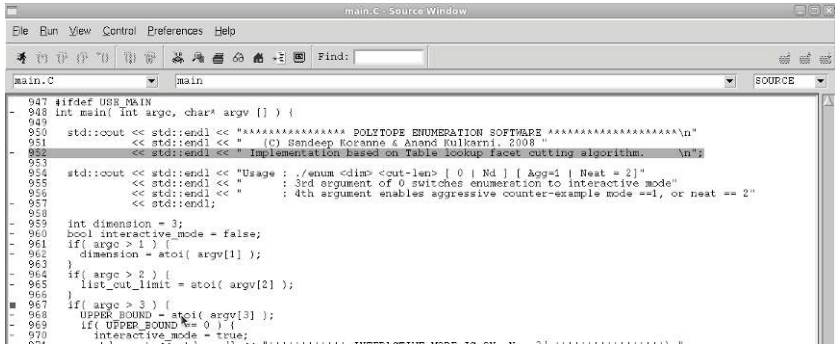 main.C - Source Window
File Run View Control Preferences Help
Find:
main.C main SOURCE
947 #ifdef USE_MAIN
- 948 int main( int argc, char* argv [] ) {
949
950 std::cout << std::endl << "***************** POLYTOPE ENUMERATION SOFTWARE *********************\n"
951 << std::endl << " (C) Sandeep Koranne & Anand Kulkarni. 2008 "
- 952 << std::endl << " Implementation based on Table lookup facet cutting algorithm. \n";
953
954 std::cout << std::endl << "Usage : ./enum <dim> <cut-len> [ 0 | Nd ] [ Agg=1 | Neat = 2]"
955 << std::endl << " : 3rd argument of 0 switches enumeration to interactive mode"
956 << std::endl << " : 4th argument enables aggressive counter-example mode ==1, or neat == 2"
- 957 << std::endl;
958
- 959 int dimension = 3;
- 960 bool interactive_mode = false;
- 961 if( argc > 1 ) {
- 962 dimension = atoi( argv[1] );
963 }
- 964 if( argc > 2 ) {
- 965 list_cut_limit = atoi( argv[2] );
966 }
967 if( argc > 3 ) {
- 968 UPPER_BOUND = atoi( argv[3] );
- 969 if( UPPER_BOUND == 0 ) {
- 970 interactive_mode = true;